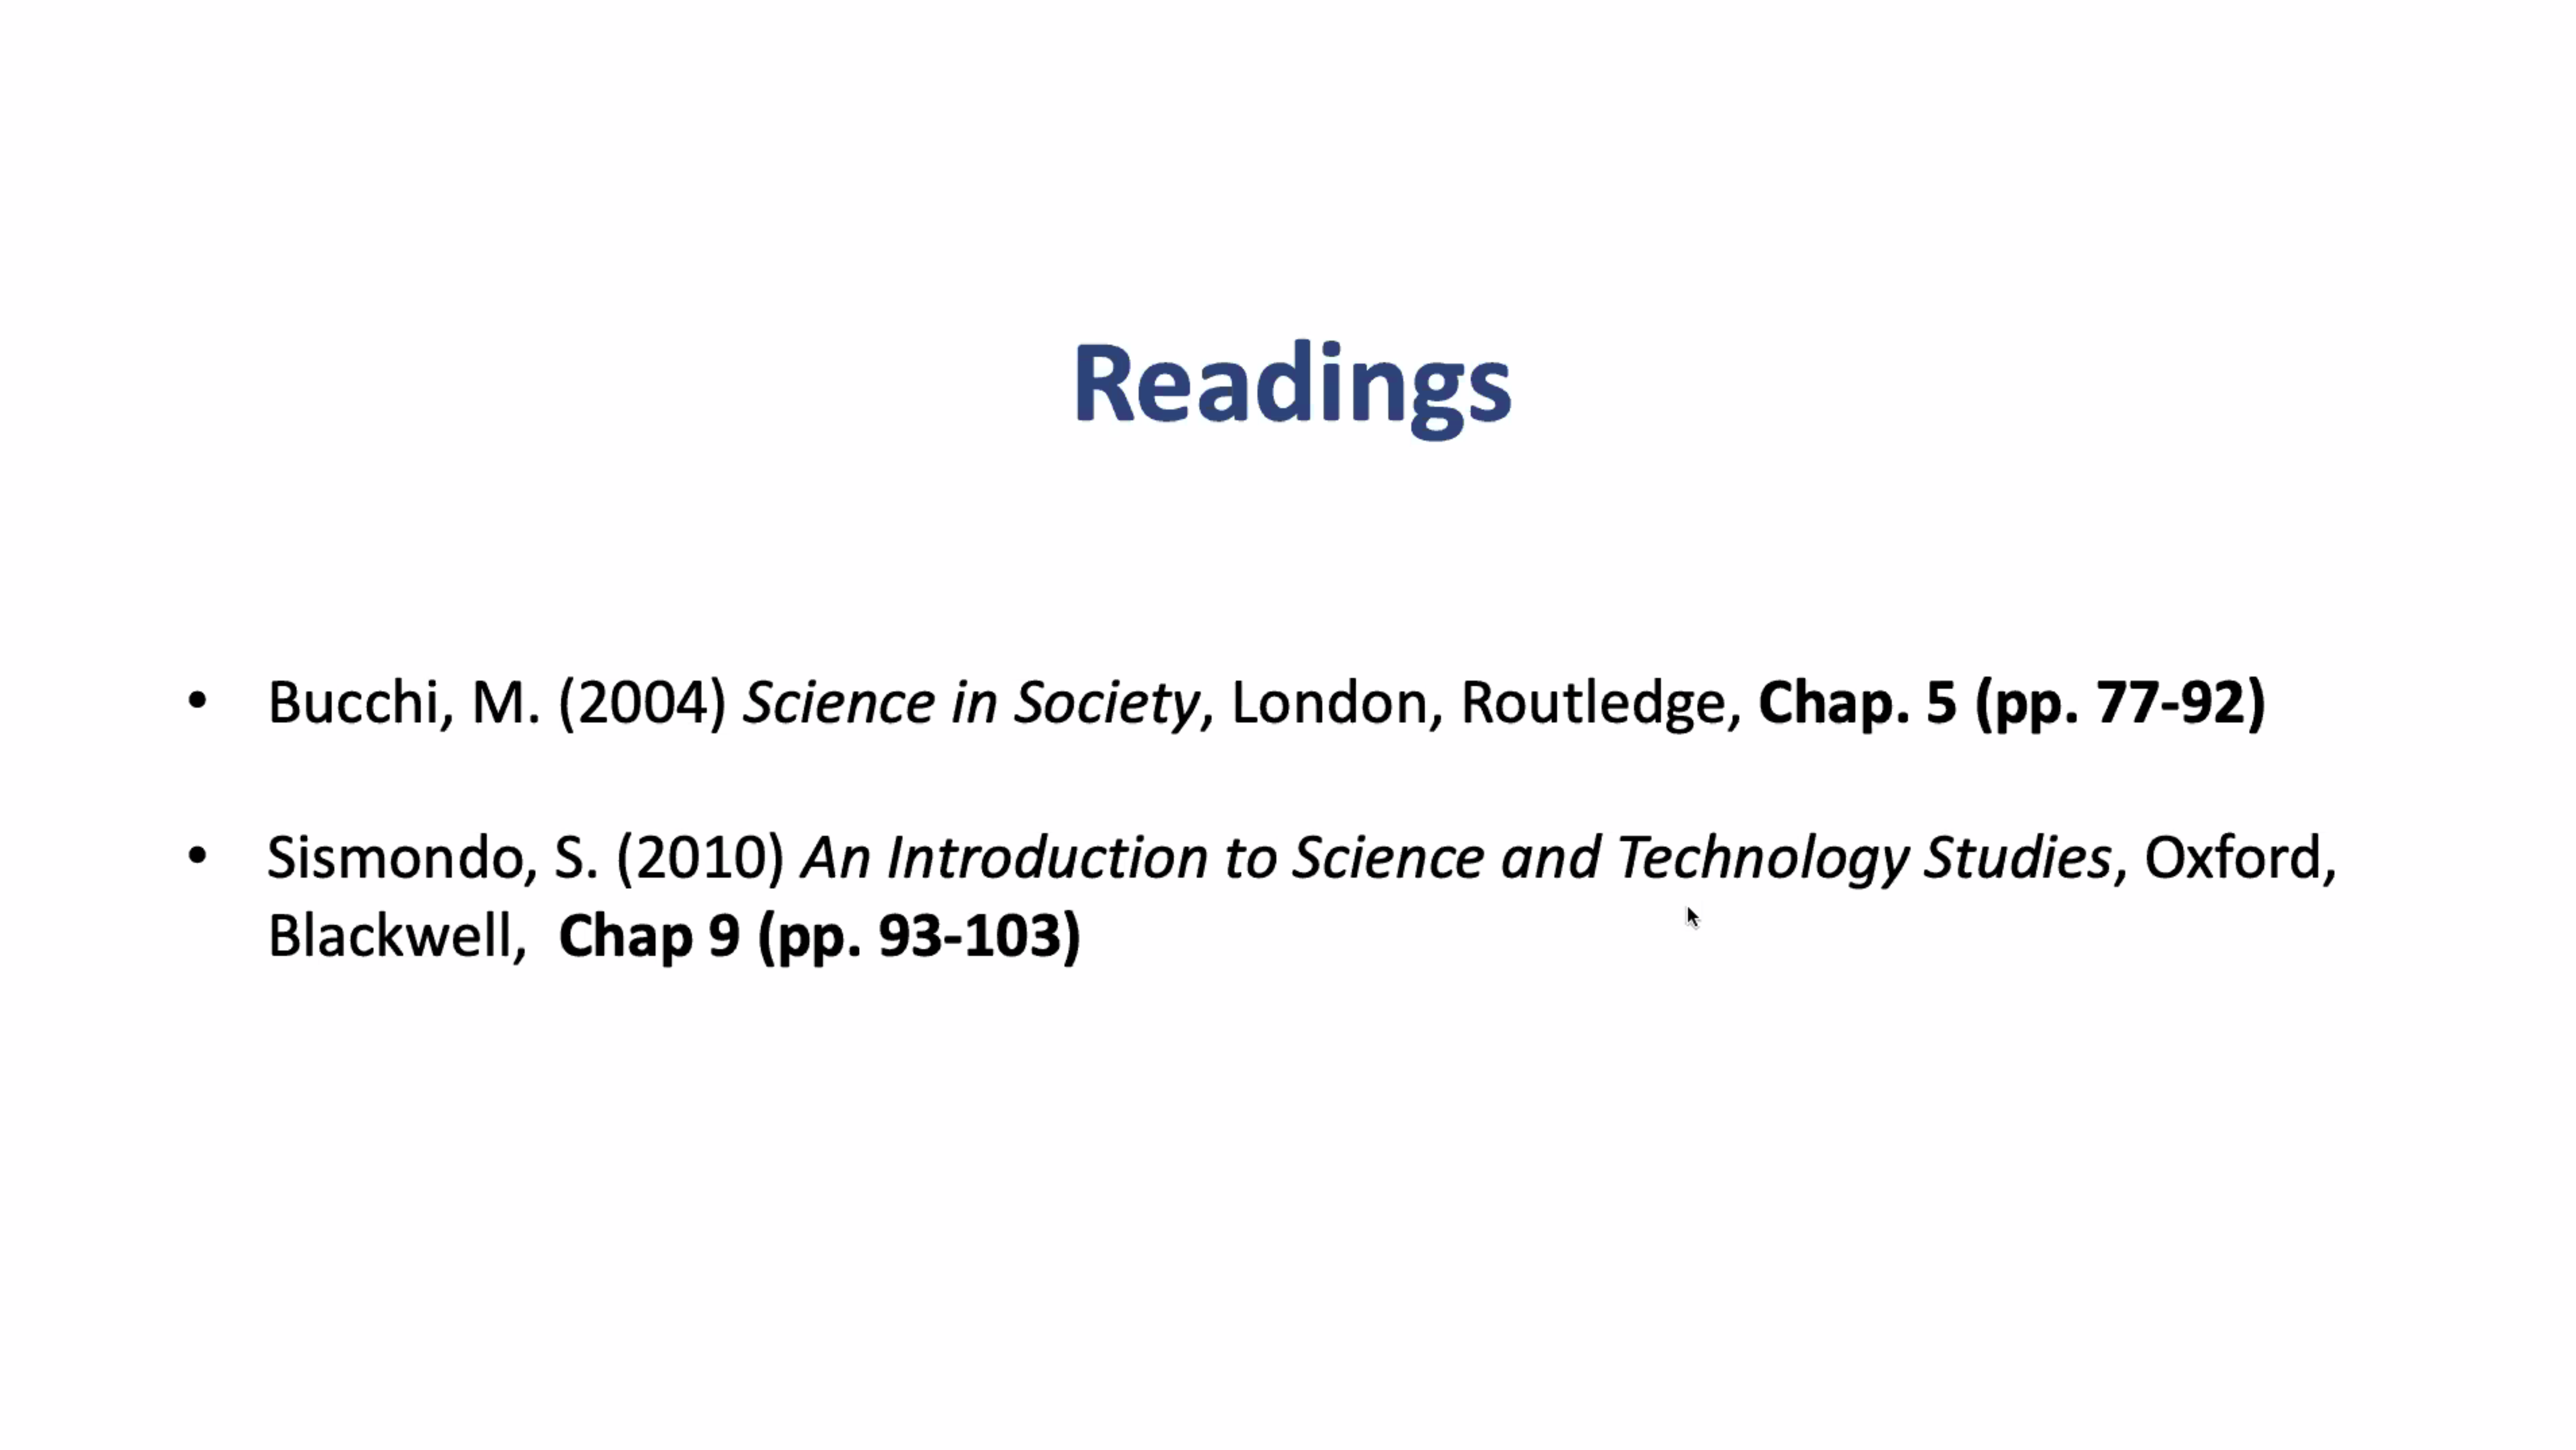 Readings
• Bucchi, M. (2004) Science in Society, London, Routledge, Chap. 5 (pp. 77-92)
• Sismondo, S. (2010) An Introduction to Science and Technology Studies, Oxford,
Blackwell,  Chap 9 (pp. 93-103)